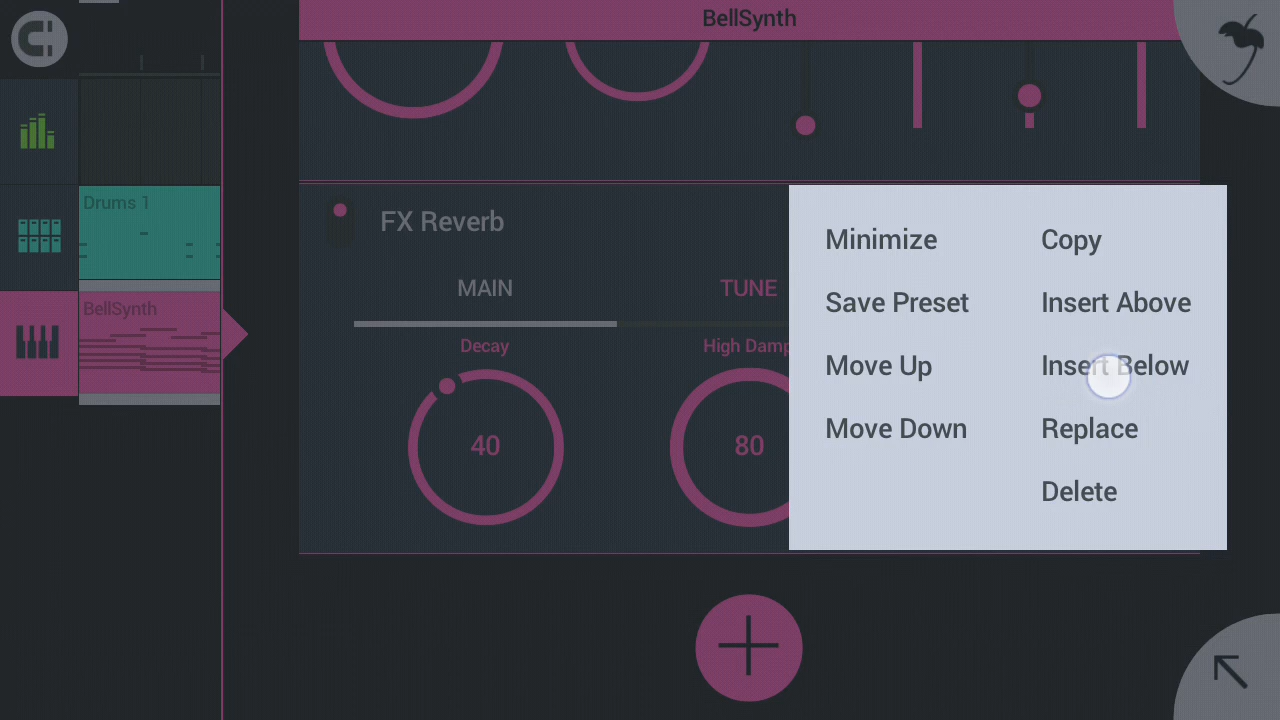 BellSynth
Drums 1
BellSynth
FX Reverb
MAIN
TUNE
Decay
High Damp
40
80
Minimize
Copy
Save Preset
Insert Above
Move Up
Insert Below
Move Down
Replace
Delete